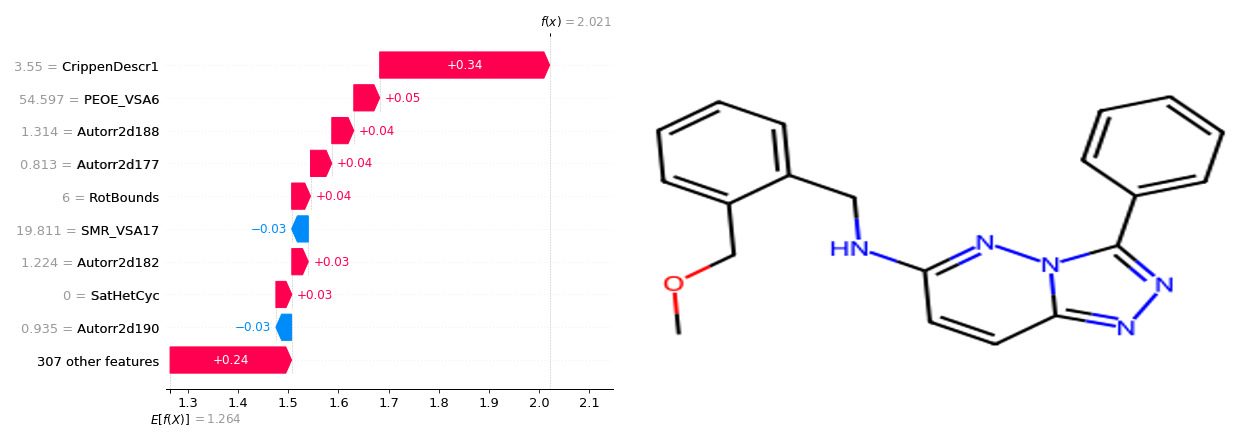 f(x) = 2.021
3.55 = CrippenDescr1
+0.34
54.597 = PEOE_VSA6
+0.05
1.314 = Autorr2d188
+0.04
0.813 = Autorr2d177
+0.04
6 = RotBounds
+0.04
19.811 = SMR_VSA17
−0.03
1.224 = Autorr2d182
+0.03
0 = SatHetCyc
+0.03
0.935 = Autorr2d190
−0.03
307 other features
+0.24
1.3 1.4 1.5 1.6 1.7 1.8 1.9 2.0 2.1
E[f(X)] = 1.264
N
HN
N
O
N
N